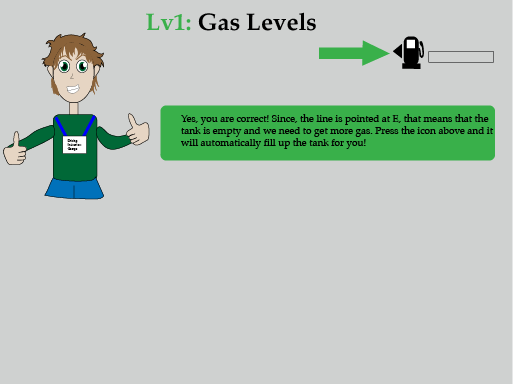 Lv1: Gas Levels
Yes, you are correct! Since, the line is pointed at E, that means that the
tank is empty and we need to get more gas. Press the icon above and it
will automatically fill up the tank for you!